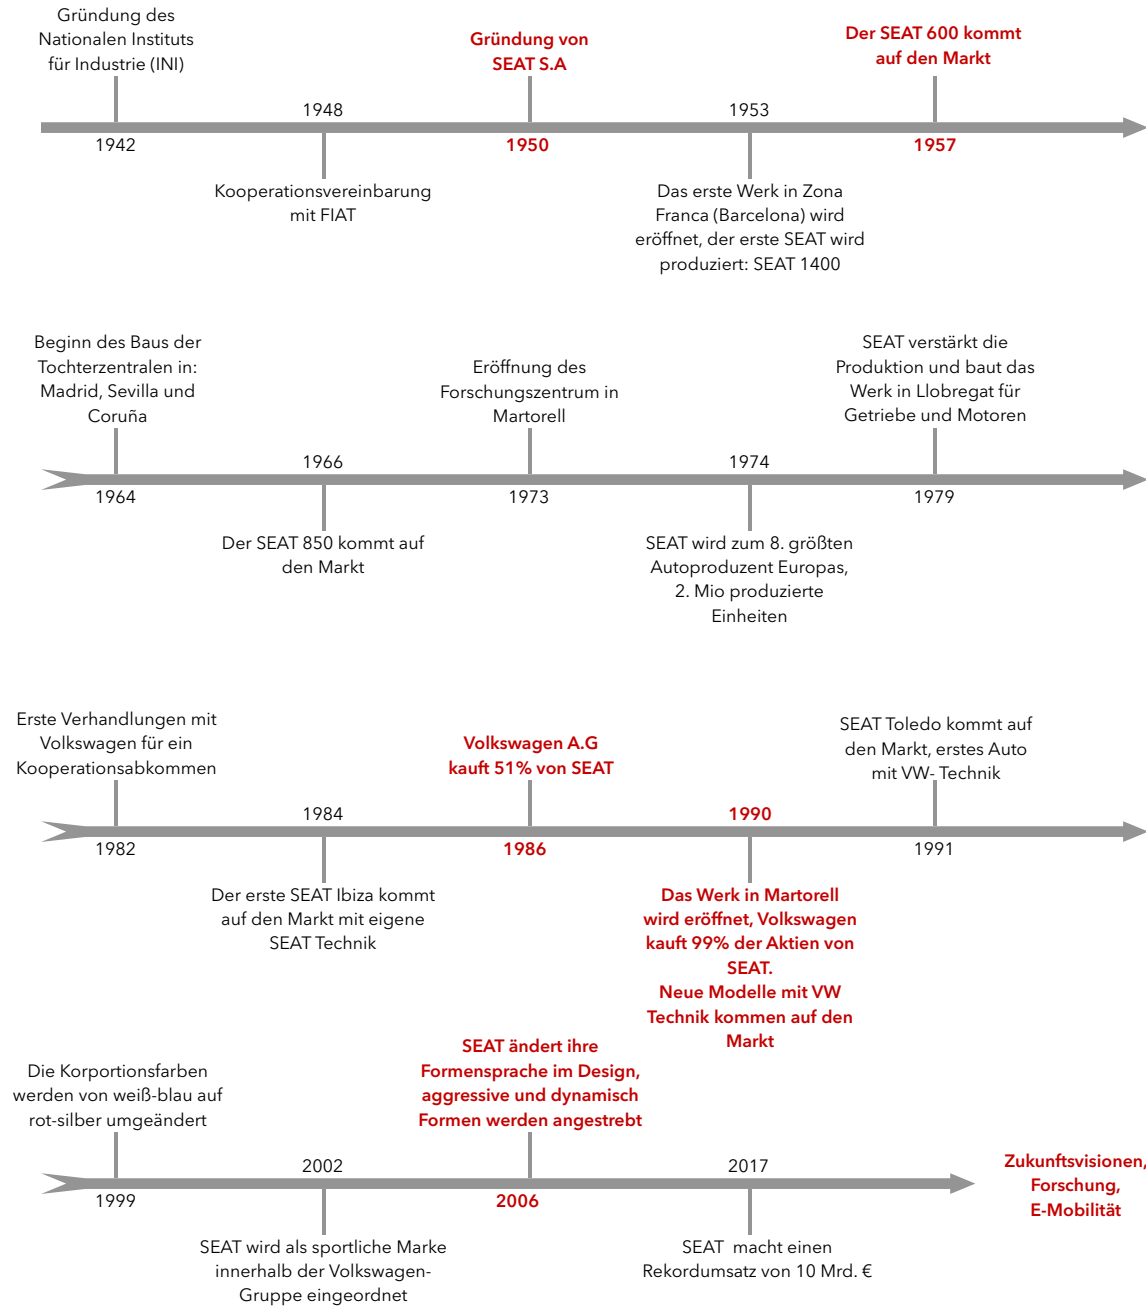 Gründung des
Nationalen Instituts
für Industrie (INI)
1942
1948
Kooperationsvereinbarung
mit FIAT
Gründung von
SEAT S.A
1950
1953
Das erste Werk in Zona
Franca (Barcelona) wird
eröffnet, der erste SEAT wird
produziert: SEAT 1400
Der SEAT 600 kommt
auf den Markt
1957
Beginn des Baus der
Tochterzentralen in:
Madrid, Sevilla und
Coruña
1964
1966
Der SEAT 850 kommt auf
den Markt
Eröffnung des
Forschungszentrum in
Martorell
1973
1974
SEAT wird zum 8. größten
Autoproduzent Europas,
2. Mio produzierte
Einheiten
SEAT verstärkt die
Produktion und baut das
Werk in Llobregat für
Getriebe und Motoren
1979
Erste Verhandlungen mit
Volkswagen für ein
Kooperationsabkommen
1982
1984
Der erste SEAT Ibiza kommt
auf den Markt mit eigene
SEAT Technik
Volkswagen A.G
kauft 51% von SEAT
1986
1990
Das Werk in Martorell
wird eröffnet, Volkswagen
kauft 99% der Aktien von
SEAT.
Neue Modelle mit VW
Technik kommen auf den
Markt
SEAT Toledo kommt auf
den Markt, erstes Auto
mit VW- Technik
1991
Die Korportionsfarben
werden von weiß-blau auf
rot-silber umgeändert
1999
2002
SEAT wird als sportliche Marke
innerhalb der Volkswagen-
Gruppe eingeordnet
SEAT ändert ihre
Formensprache im Design,
aggressive und dynamisch
Formen werden angestrebt
2006
2017
SEAT  macht einen
Rekordumsatz von 10 Mrd. €
Zukunftsvisionen,
Forschung,
E-Mobilität